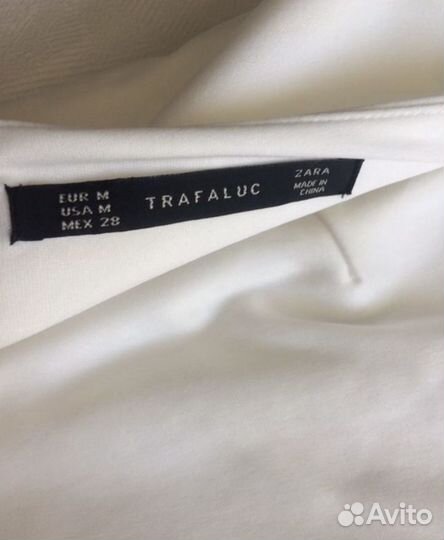 EUR M
USA M
MEX 28
TRAFALUC
ZARA
MADE IN
CHINA
Avito